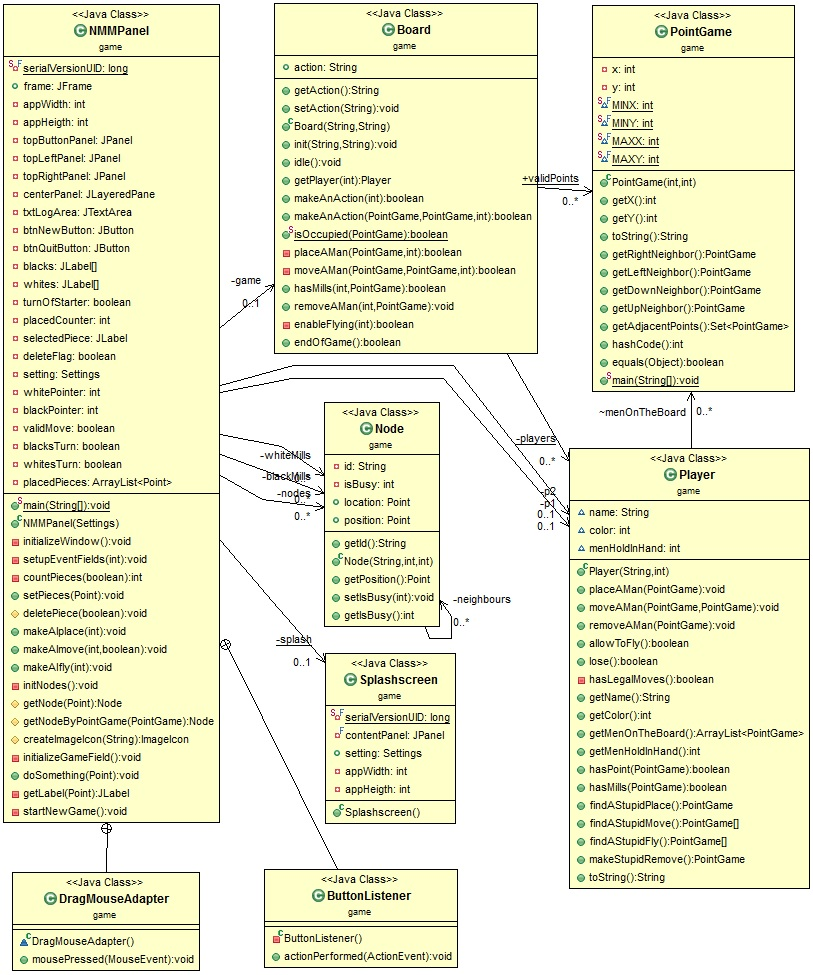 <<Java Class>>
NMMPanel
game
serialVersionUID: long
frame: JFrame
appWidth: int
appHeigth: int
topButtonPanel: JPanel
topLeftPanel: JPanel
topRightPanel: JPanel
centerPanel: JLayeredPane
txtLogArea: JTextArea
btnNewButton: JButton
btnQuitButton: JButton
blacks: JLabel[]
whites: JLabel[]
turnOfStarter: boolean
placedCounter: int
selectedPiece: JLabel
deleteFlag: boolean
setting: Settings
whitePointer: int
blackPointer: int
validMove: boolean
blacksTurn: boolean
whitesTurn: boolean
placedPieces: ArrayList<Point>
main(String[]):void
NMMPanel(Settings)
initializeWindow():void
setupEventFields(int):void
countPieces(boolean):int
setPieces(Point):void
deletePiece(boolean):void
makeAIplace(int):void
makeAImove(int,boolean):void
makeAIfly(int):void
initNodes():void
getNode(Point):Node
getNodeByPointGame(PointGame):Node
createImageIcon(String):ImageIcon
initializeGameField():void
doSomething(Point):void
getLabel(Point):JLabel
startNewGame():void
<<Java Class>>
Board
game
action: String
getAction():String
setAction(String):void
Board(String,String)
init(String,String):void
idle():void
getPlayer(int):Player
makeAnAction(int):boolean
makeAnAction(PointGame,PointGame,int):boolean
isOccupied(PointGame):boolean
placeAMan(PointGame,int):boolean
moveAMan(PointGame,PointGame,int):boolean
hasMills(int,PointGame):boolean
removeAMan(int,PointGame):void
enableFlying(int):boolean
endOfGame():boolean
<<Java Class>>
PointGame
game
x: int
y: int
MINX: int
MINY: int
MAXX: int
MAXY: int
PointGame(int,int)
getX():int
getY():int
toString():String
getRightNeighbor():PointGame
getLeftNeighbor():PointGame
getDownNeighbor():PointGame
getUpNeighbor():PointGame
getAdjacentPoints():Set<PointGame>
hashCode():int
equals(Object):boolean
main(String[]):void
+validPoints
0..*
-game
0..1
<<Java Class>>
Node
game
id: String
isBusy: int
location: Point
position: Point
getId():String
Node(String,int,int)
getPosition():Point
setIsBusy(int):void
getIsBusy():int
-whiteMills
-blackMills
0..*
-nodes
0..*
0..*
-neighbours
0..*
~menOnTheBoard
0..*
-players
0..*
-p2
-p1
0..1
0..1
<<Java Class>>
Player
game
name: String
color: int
menHoldInHand: int
Player(String,int)
placeAMan(PointGame):void
moveAMan(PointGame,PointGame):void
removeAMan(PointGame):void
allowToFly():boolean
lose():boolean
hasLegalMoves():boolean
getName():String
getColor():int
getMenOnTheBoard():ArrayList<PointGame>
getMenHoldInHand():int
hasPoint(PointGame):boolean
hasMills(PointGame):boolean
findAStupidPlace():PointGame
findAStupidMove():PointGame[]
findAStupidFly():PointGame[]
makeStupidRemove():PointGame
toString():String
-splash
0..1
<<Java Class>>
Splashscreen
game
serialVersionUID: long
contentPanel: JPanel
setting: Settings
appWidth: int
appHeigth: int
Splashscreen()
<<Java Class>>
DragMouseAdapter
game
DragMouseAdapter()
mousePressed(MouseEvent):void
<<Java Class>>
ButtonListener
game
ButtonListener()
actionPerformed(ActionEvent):void